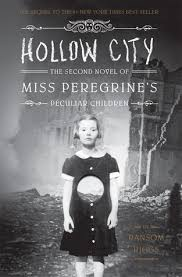 THE SEQUEL TO THE #1 NEW YORK TIMES BEST SELLER
HOLLOW CITY
THE SECOND NOVEL OF
MISS PEREGRINE'S
PECULIAR CHILDREN
BY
RANSOM
RIGGS